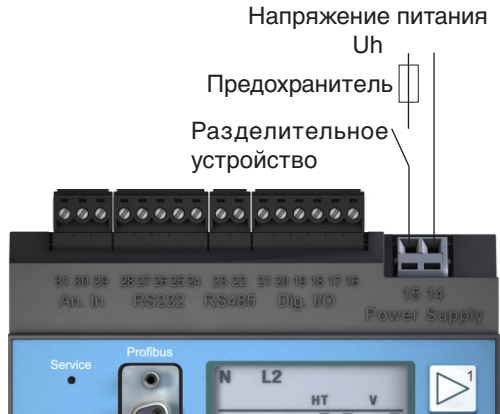 Напряжение питания
Uh
Предохранитель
Разделительное
устройство
31 30 29 28 27 26 25 24 23 22 21 20 19 18 17 16
An. In RS232 RS485 Dig. I/O
15 14
Power Supply
Service
Profibus
N L2
HT V
1